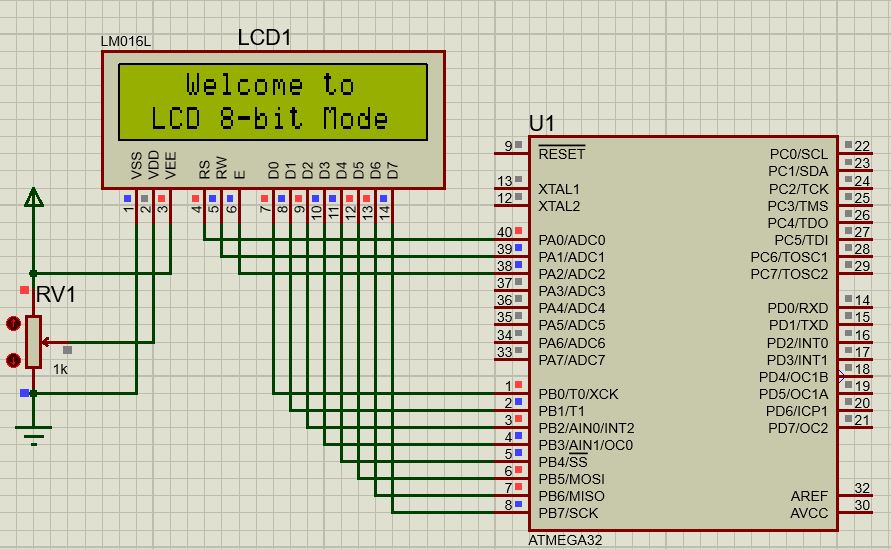 LM016L
LCD1
Welcome to
LCD 8-bit Mode
VSS VDD VEE RS RW E D0 D1 D2 D3 D4 D5 D6 D7
1 2 3 4 5 6 7 8 9 10 11 12 13 14
RV1
1k
U1
9 RESET PC0/SCL 22
PC1/SDA 23
13 XTAL1 PC2/TCK 24
12 XTAL2 PC3/TMS 25
PC4/TDO 26
40 PA0/ADC0 PC5/TDI 27
39 PA1/ADC1 PC6/TOSC1 28
38 PA2/ADC2 PC7/TOSC2 29
37 PA3/ADC3
36 PA4/ADC4 PD0/RXD 14
35 PA5/ADC5 PD1/TXD 15
34 PA6/ADC6 PD2/INT0 16
33 PA7/ADC7 PD3/INT1 17
PD4/OC1B 18
1 PB0/T0/XCK PD5/OC1A 19
2 PB1/T1 PD6/ICP1 20
3 PB2/AIN0/INT2 PD7/OC2 21
4 PB3/AIN1/OC0
5 PB4/SS
6 PB5/MOSI
7 PB6/MISO AREF 32
8 PB7/SCK AVCC 30
ATMEGA32